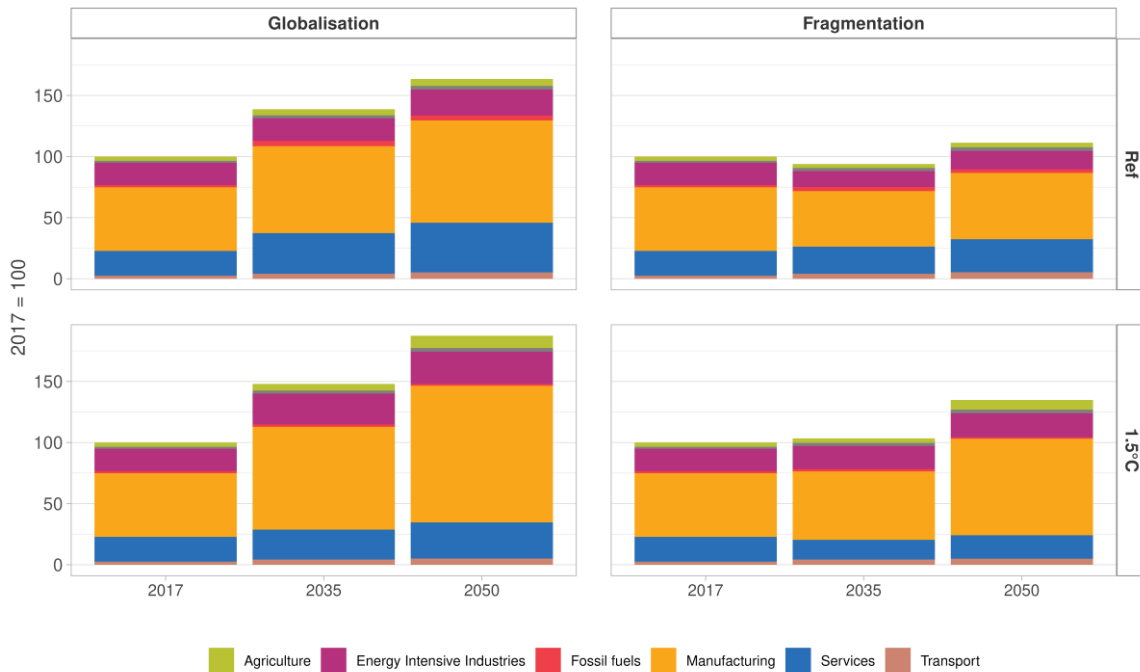 Globalisation
Fragmentation
2017 = 100
150
100
50
0
Ref
150
100
50
0
1.5°C
2017
2035
2050
2017
2035
2050
Agriculture
Energy Intensive Industries
Fossil fuels
Manufacturing
Services
Transport